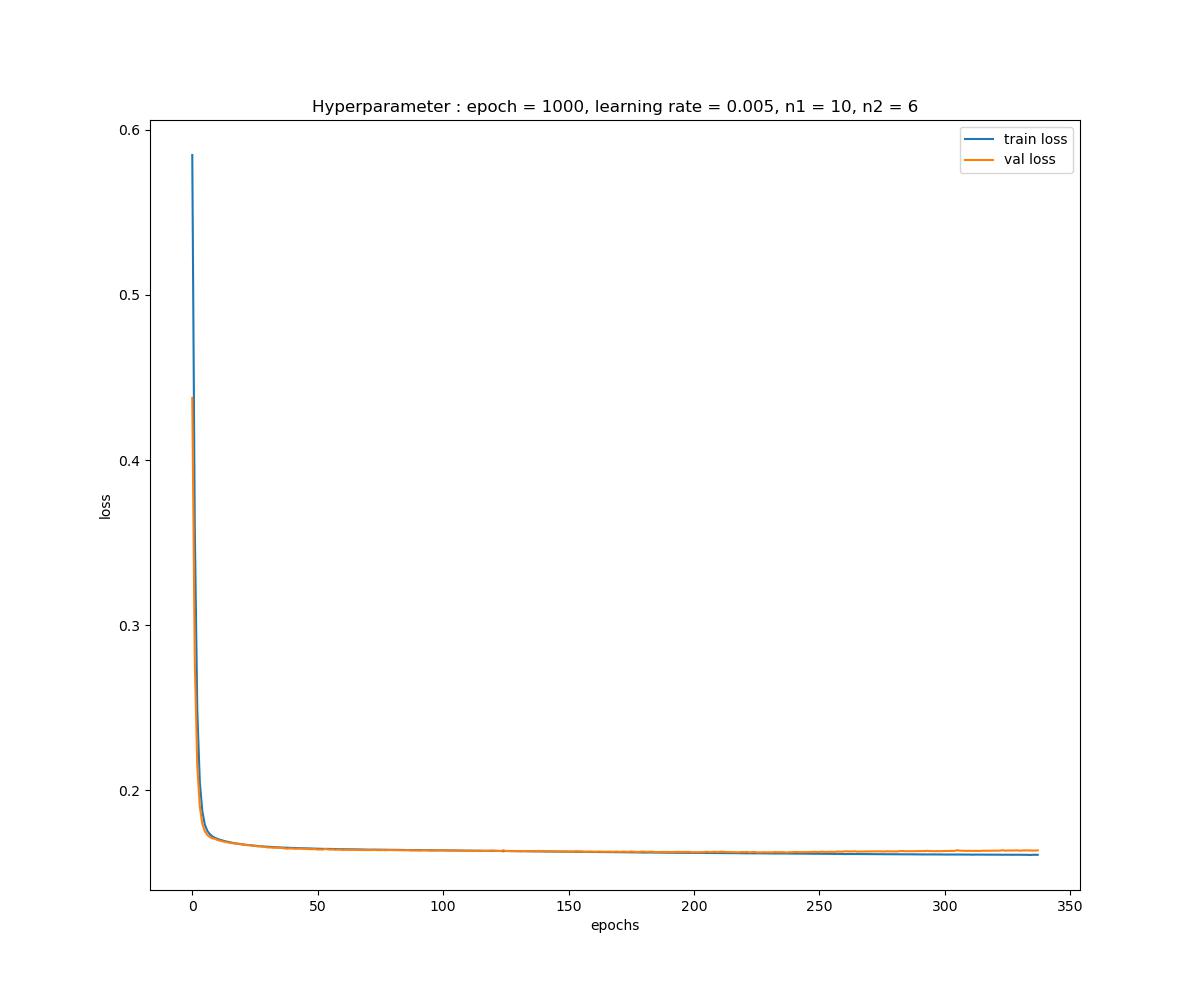 Hyperparameter : epoch = 1000, learning rate = 0.005, n1 = 10, n2 = 6
train loss
val loss
0.6
0.5
0.4
0.3
0.2
loss
0 50 100 150 200 250 300 350
epochs